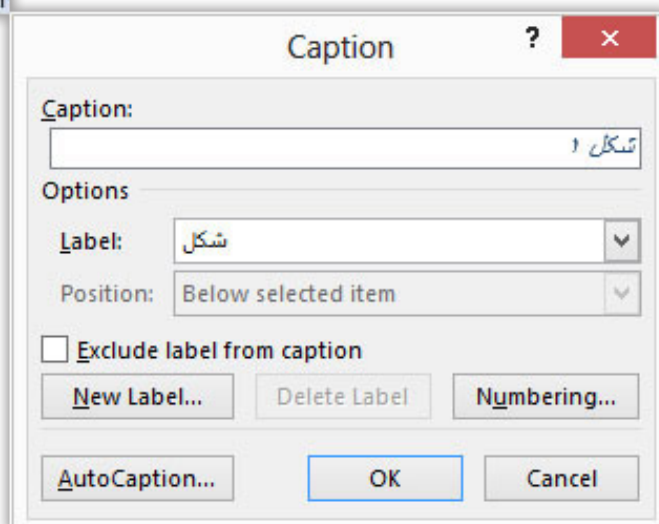 Caption
?
Caption:
شکل ۱
Options
Label: شکل
Position: Below selected item
Exclude label from caption
New Label... Delete Label Numbering...
AutoCaption... OK Cancel